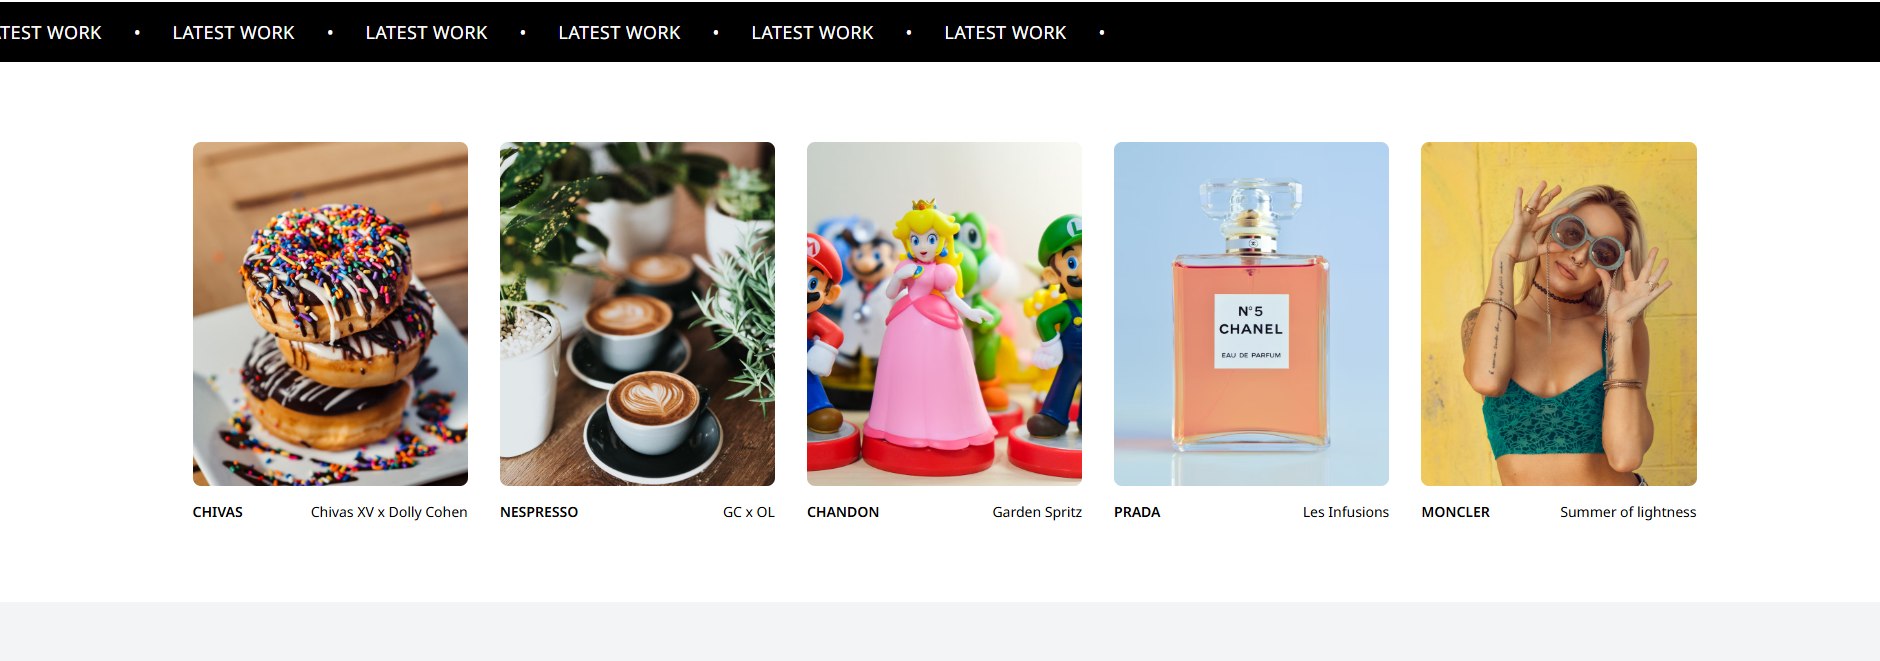 ATEST WORK • LATEST WORK • LATEST WORK • LATEST WORK • LATEST WORK • LATEST WORK •
M
L
N°5
CHANEL
EAU DE PARFUM
CHIVAS Chivas XV x Dolly Cohen
NESPRESSO GC x OL
CHANDON Garden Spritz
PRADA Les Infusions
MONCLER Summer of lightness